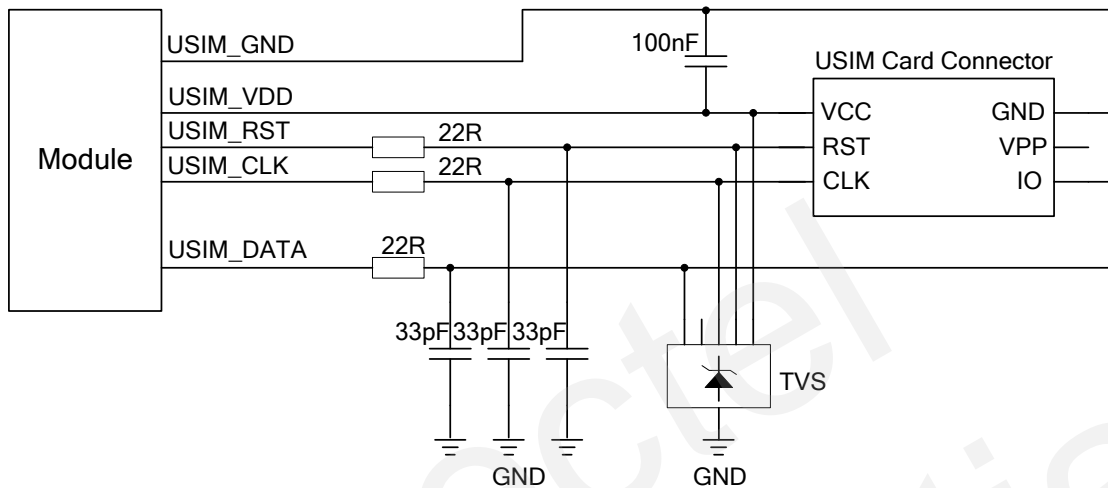 USIM_GND
100nF
USIM Card Connector
USIM_VDD
VCC
GND
USIM_RST
22R
RST
VPP
Module
USIM_CLK
22R
CLK
IO
USIM_DATA
22R
33pF
33pF
33pF
TVS
GND
GND